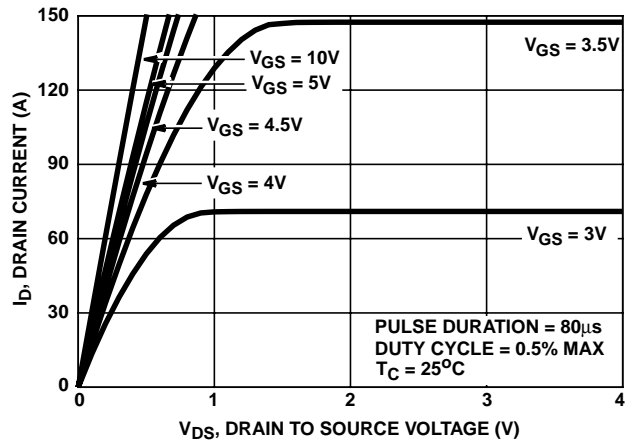 150
120
90
60
30
0
I_D, DRAIN CURRENT (A)
V_GS = 10V
V_GS = 5V
V_GS = 4.5V
V_GS = 4V
V_GS = 3.5V
V_GS = 3V
PULSE DURATION = 80µs
DUTY CYCLE = 0.5% MAX
T_C = 25°C
0 1 2 3 4
V_DS, DRAIN TO SOURCE VOLTAGE (V)